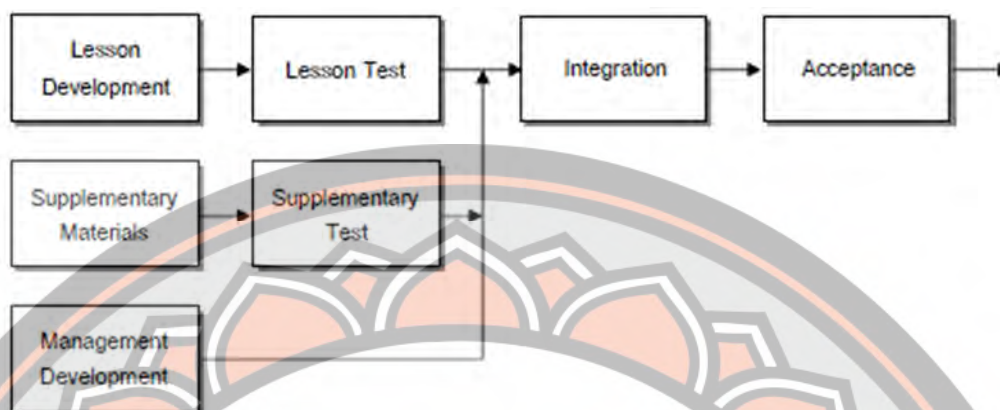 Lesson
Development
Lesson Test
Integration
Acceptance
Supplementary
Materials
Supplementary
Test
Management
Development